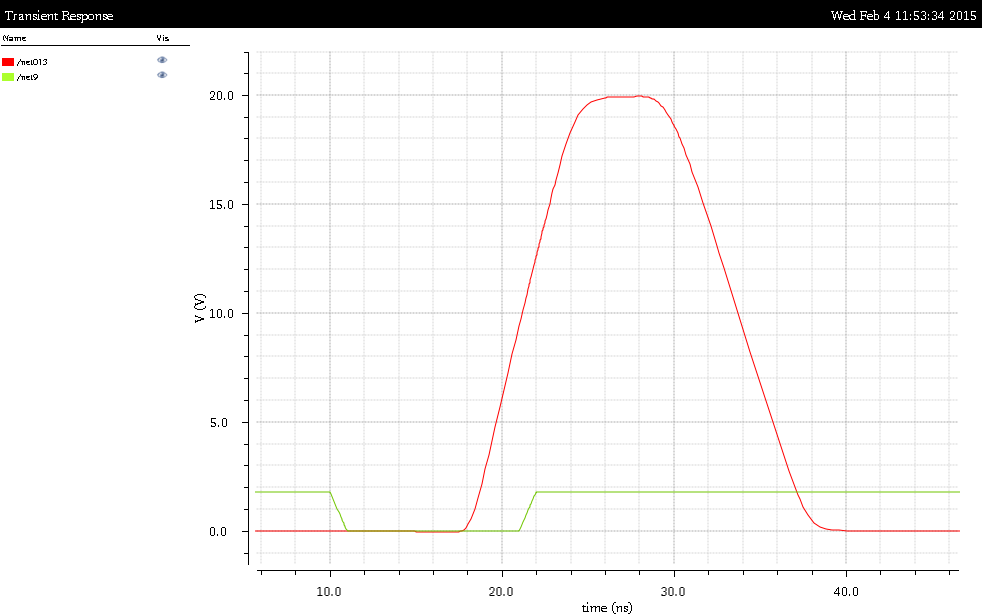 Transient Response
Wed Feb 4 11:53:34 2015
Name Vis
/net013
/net9
20.0
15.0
V (V)
10.0
5.0
0.0
10.0 20.0 30.0 40.0
time (ns)